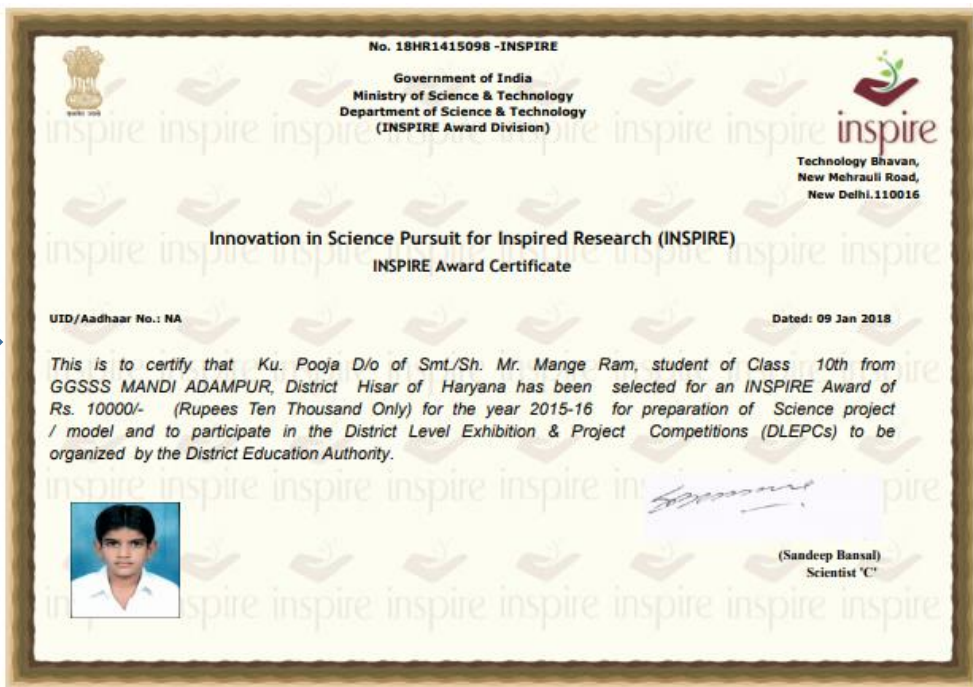 No. 18HR1415098 -INSPIRE
Government of India
Ministry of Science & Technology
Department of Science & Technology
(INSPIRE Award Division)
inspire
Technology Bhavan,
New Mehrauli Road,
New Delhi.110016
Innovation in Science Pursuit for Inspired Research (INSPIRE)
INSPIRE Award Certificate
UID/Aadhaar No.: NA
Dated: 09 Jan 2018
This is to certify that Ku. Pooja D/o of Smt./Sh. Mr. Mange Ram, student of Class 10th from
GGSSS MANDI ADAMPUR, District Hisar of Haryana has been selected for an INSPIRE Award of
Rs. 10000/- (Rupees Ten Thousand Only) for the year 2015-16 for preparation of Science project
/ model and to participate in the District Level Exhibition & Project Competitions (DLEPCs) to be
organized by the District Education Authority.
(Sandeep Bansal)
Scientist 'C'